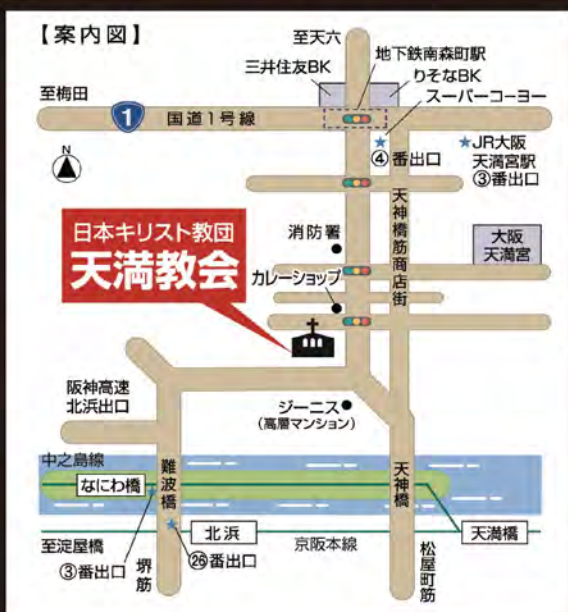 【案内図】
至天六
地下鉄南森町駅
三井住友BK
りそなBK
スーパーコーヨー
至梅田
1
国道1号線
N
④番出口
JR大阪
天満宮駅
③番出口
日本キリスト教団
天満教会
消防署
天神橋筋商店街
大阪
天満宮
カレーショップ
阪神高速
北浜出口
ジーニス
(高層マンション)
中之島線
なにわ橋
難波橋
天神橋
北浜
天満橋
至淀屋橋
京阪本線
③番出口
堺筋
㉖番出口
松屋町筋